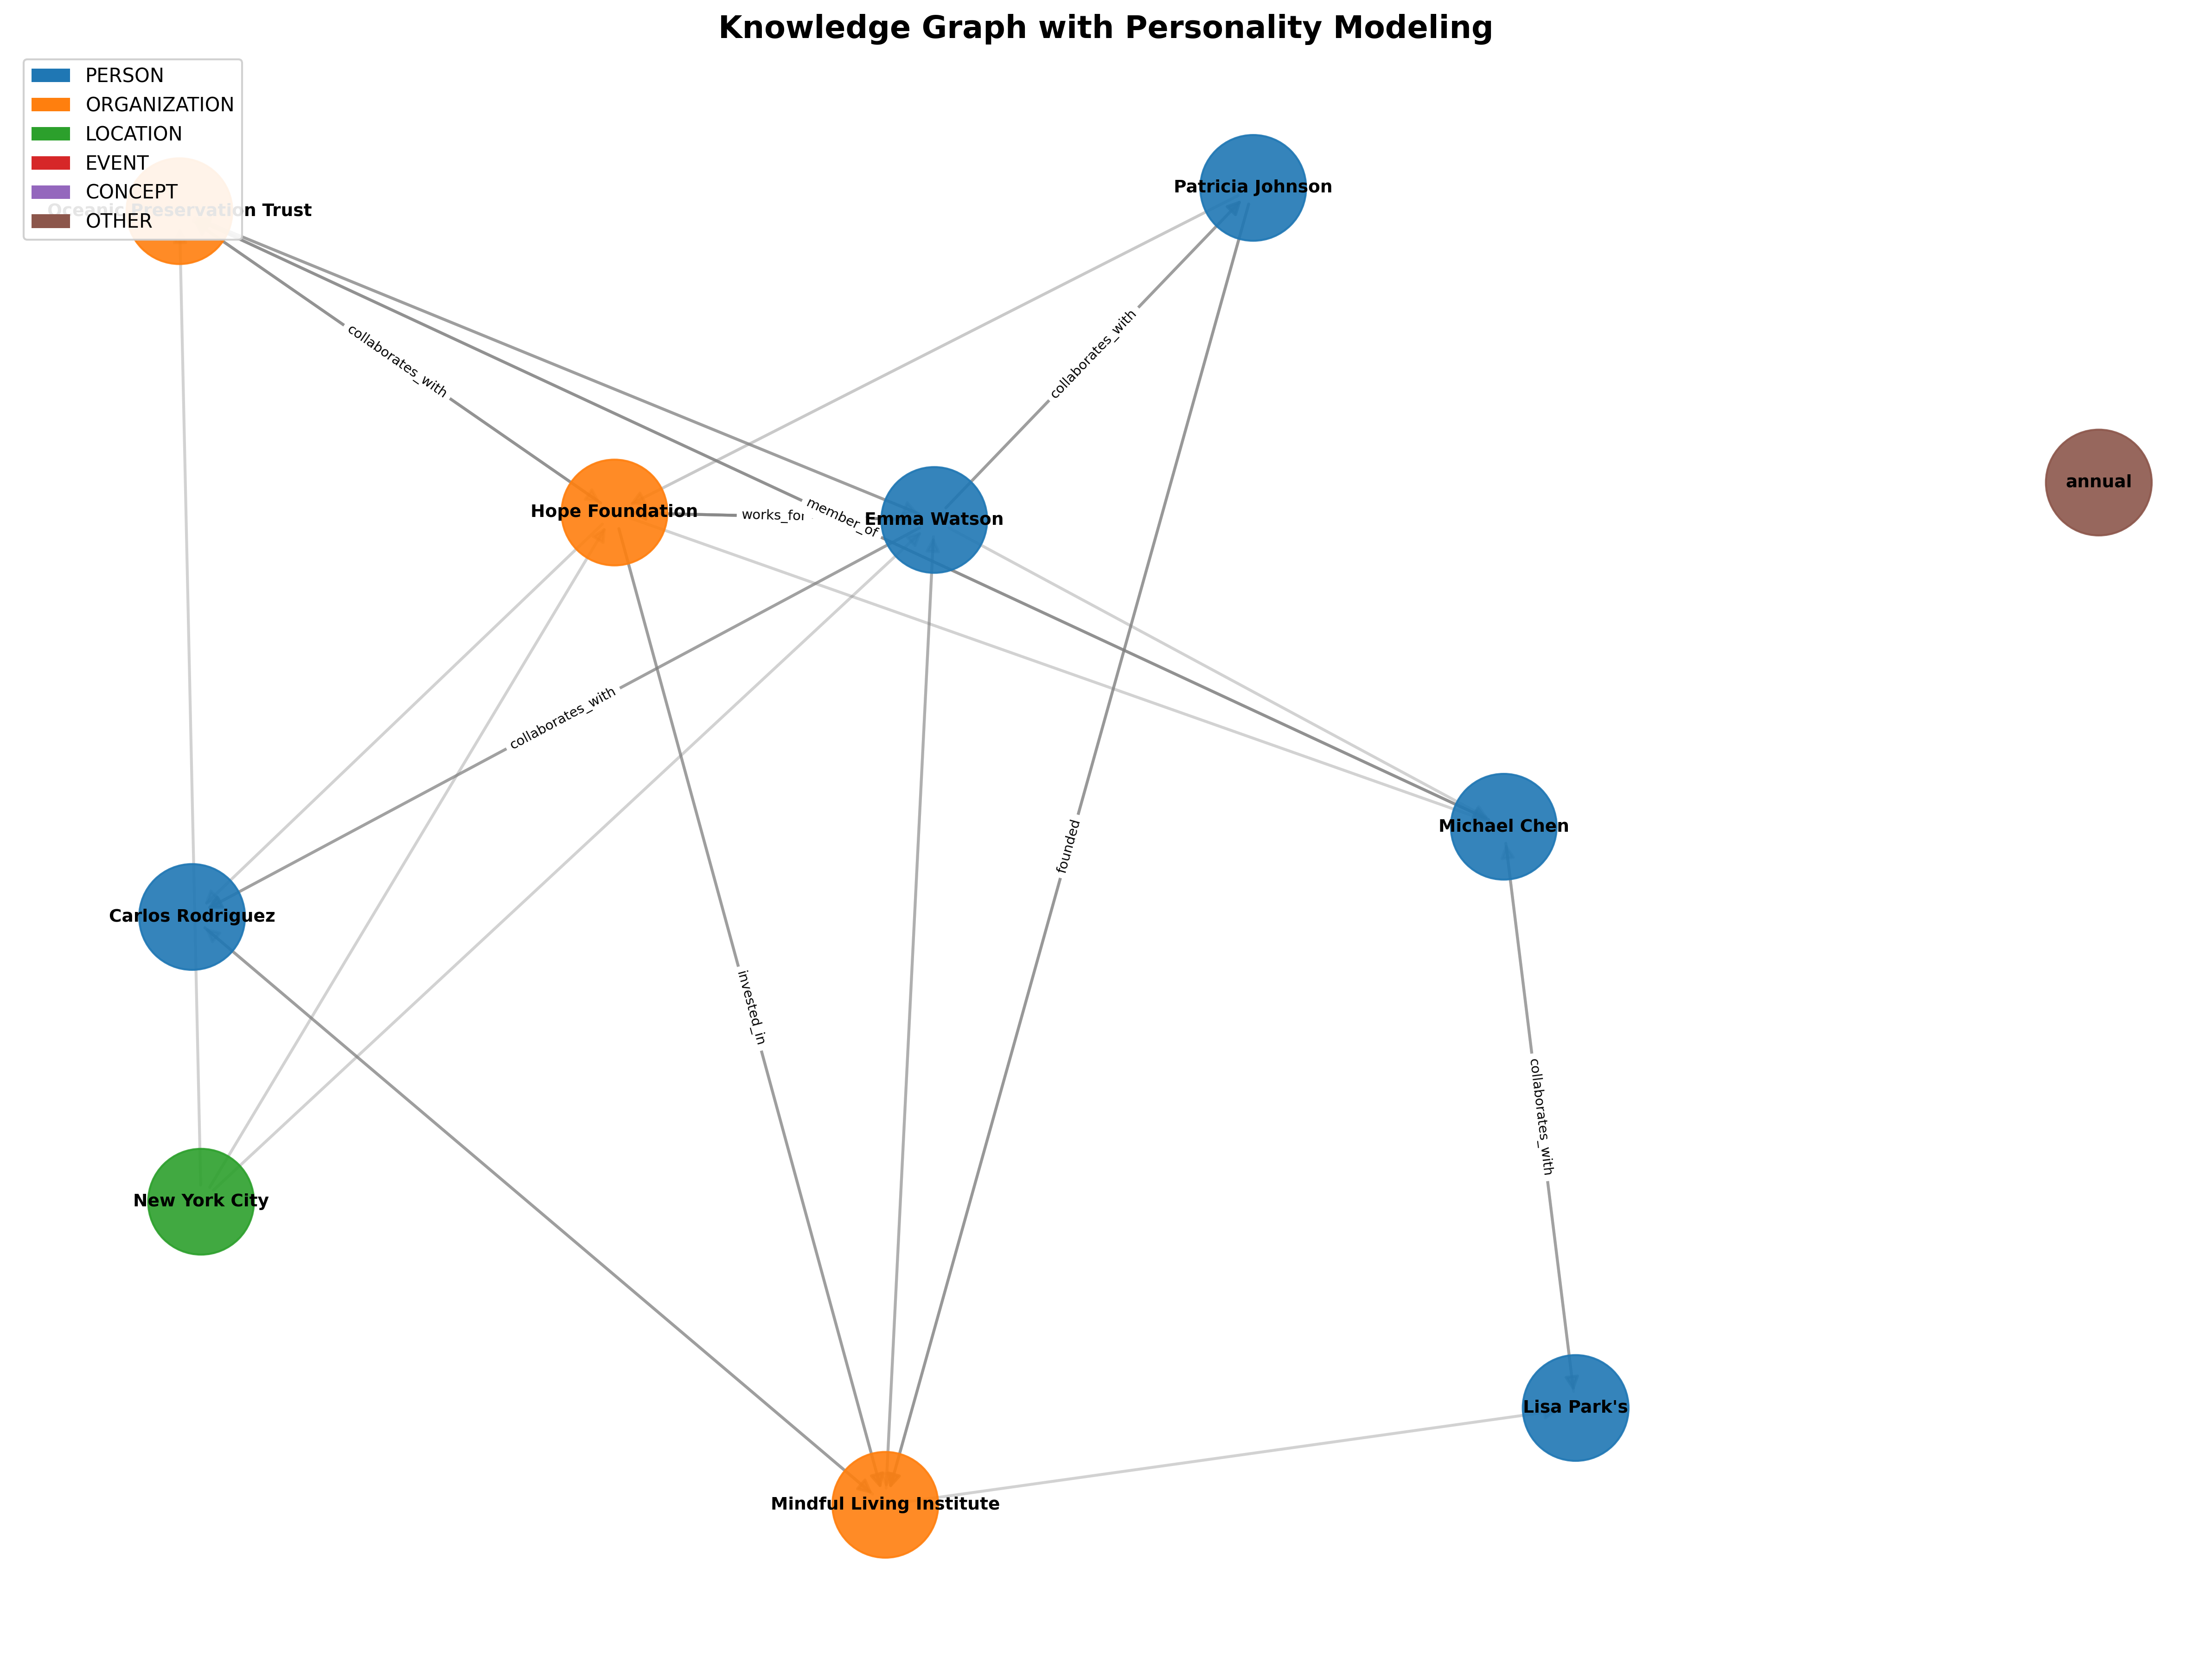 Knowledge Graph with Personality Modeling
PERSON
ORGANIZATION
LOCATION
EVENT
CONCEPT
OTHER
Oceanic Preservation Trust
Patricia Johnson
collaborates_with
collaborates_with
annual
Hope Foundation
works_for
member_of
Emma Watson
collaborates_with
Michael Chen
founded
Carlos Rodriguez
invested_in
collaborates_with
New York City
Lisa Park's
Mindful Living Institute